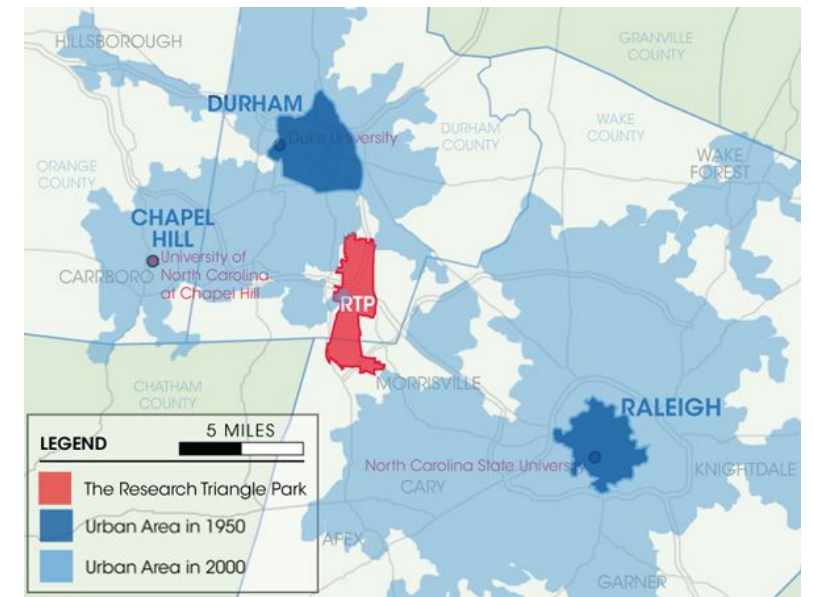 HILLSBOROUGH
GRANVILLE
COUNTY
DURHAM
Duke University
DURHAM
COUNTY
WAKE
COUNTY
WAKE
FOREST
ORANGE
COUNTY
CHAPEL
HILL
University of
North Carolina
at Chapel Hill
CARRBORO
RTP
MORRISVILLE
CHATHAM
COUNTY
RALEIGH
North Carolina State University
KNIGHTDALE
CARY
APEX
GARNER
LEGEND
5 MILES
The Research Triangle Park
Urban Area in 1950
Urban Area in 2000